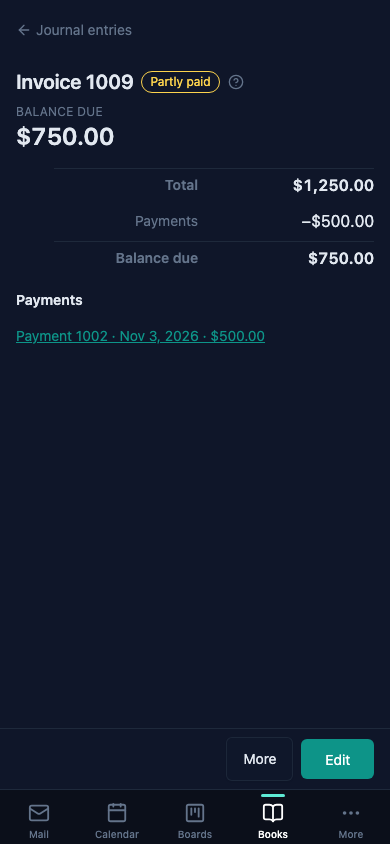 Journal entries
Invoice 1009 Partly paid
BALANCE DUE
$750.00
Total $1,250.00
Payments –$500.00
Balance due $750.00
Payments
Payment 1002 · Nov 3, 2026 · $500.00
More Edit
Mail Calendar Boards Books More